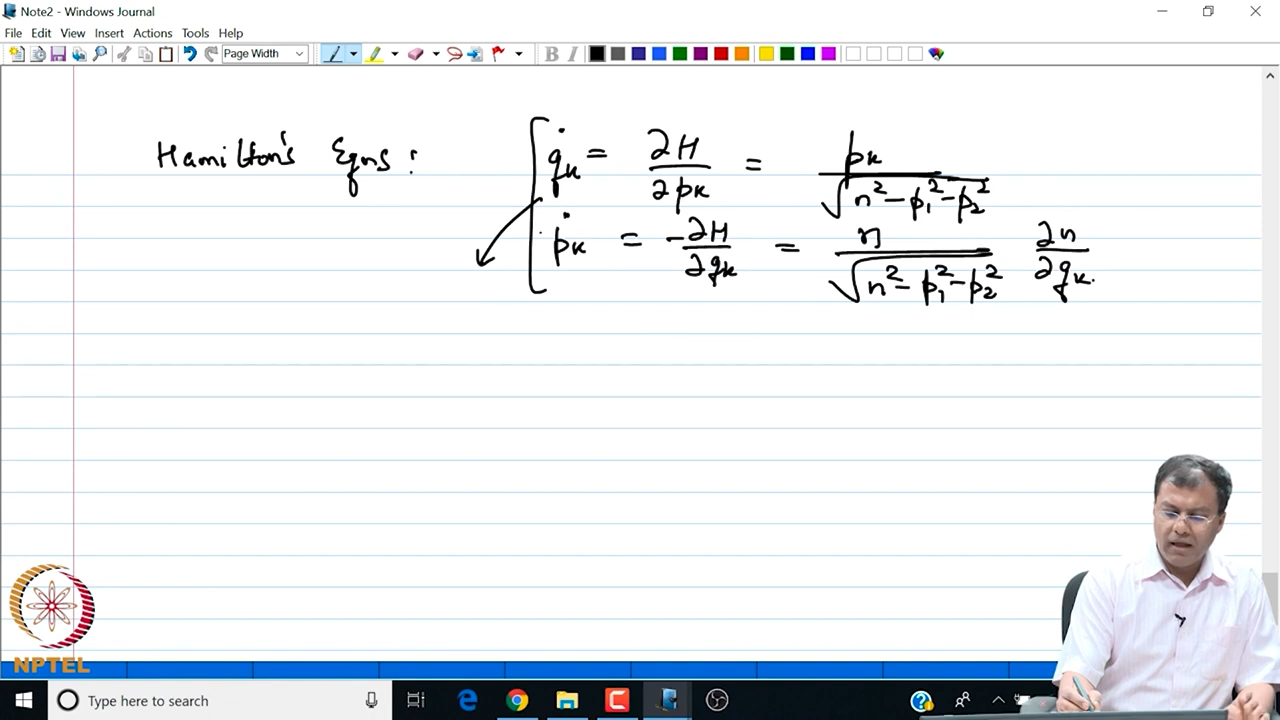 Note2 - Windows Journal
File Edit View Insert Actions Tools Help
Page Width
B I
Hamilton's Eqns : q̇k = ∂H/∂pk = pk/√(n² − p₁² − p₂²)
ṗk = −∂H/∂qk = n/√(n² − p₁² − p₂²) ∂n/∂qk.
NPTEL
Type here to search